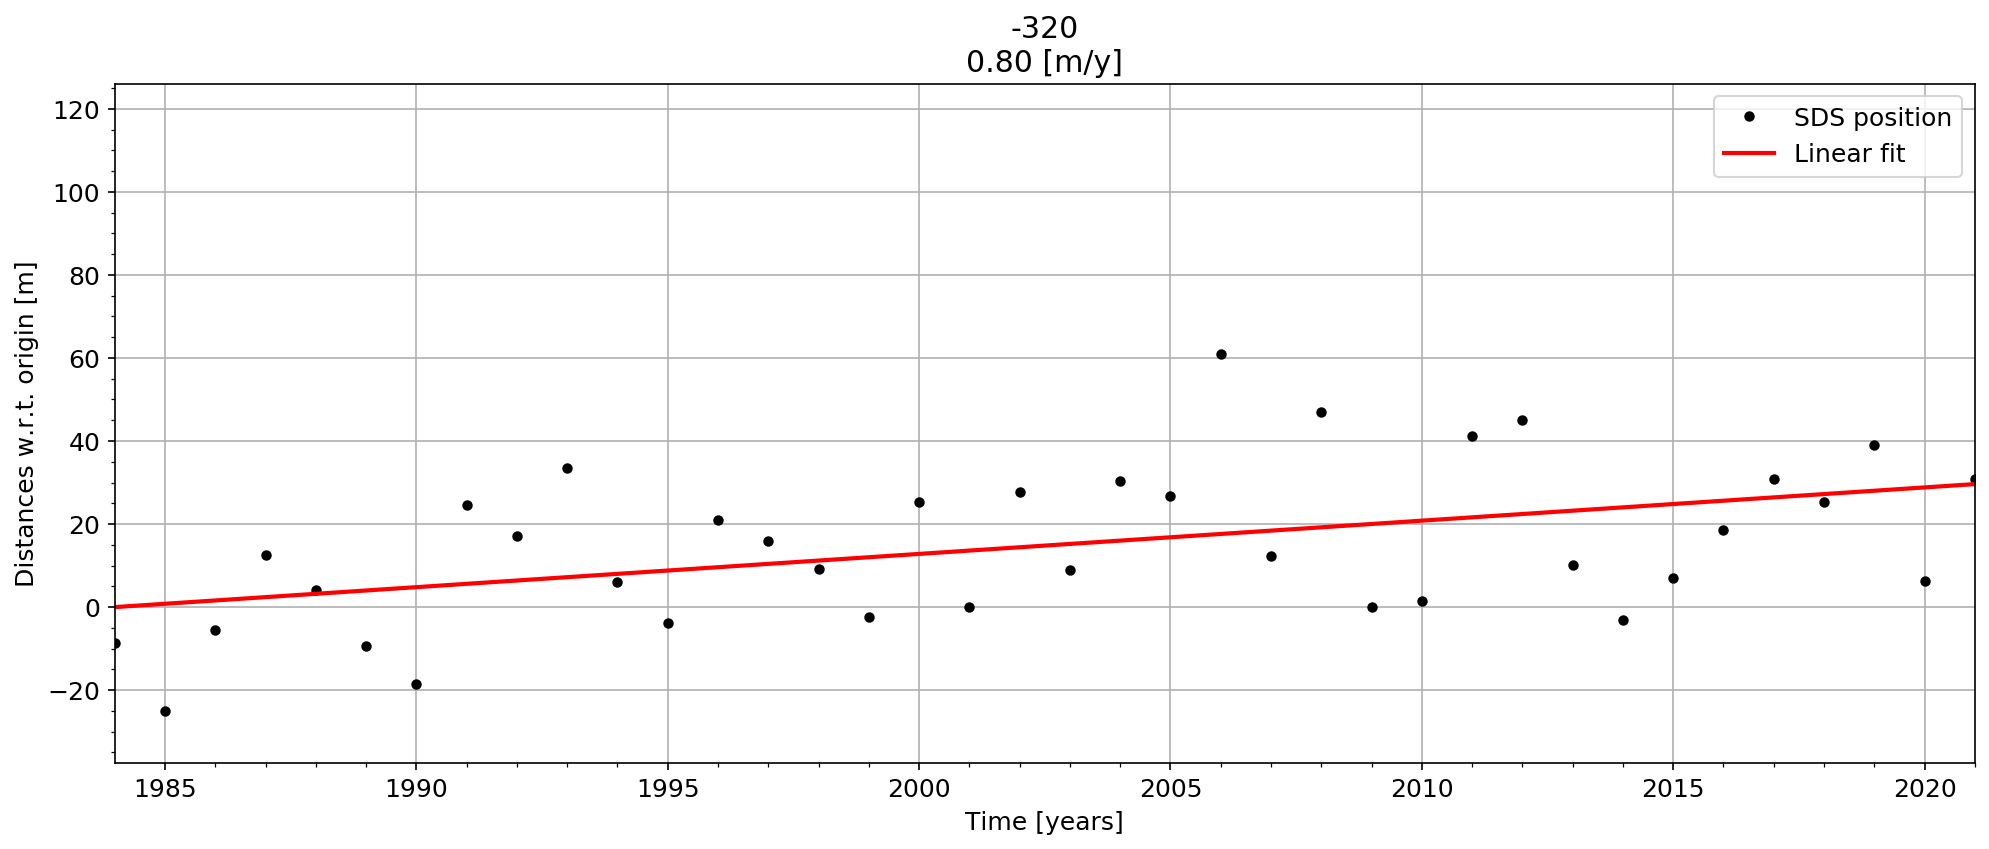 -320
0.80 [m/y]
SDS position
Linear fit
Distances w.r.t. origin [m]
120
100
80
60
40
20
0
−20
1985 1990 1995 2000 2005 2010 2015 2020
Time [years]